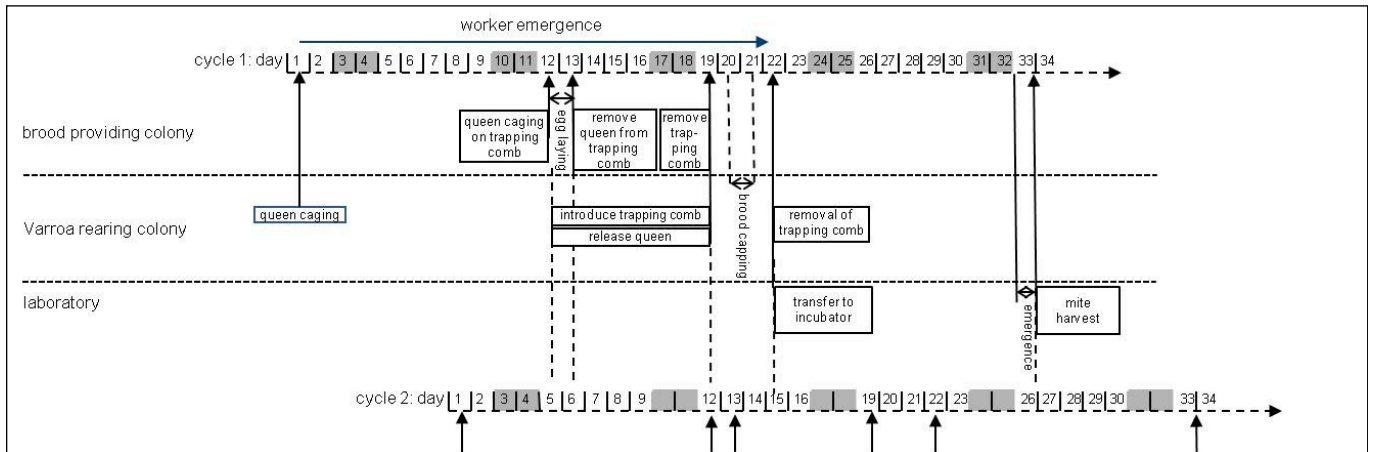 worker emergence
cycle 1: day 1 2 3 4 5 6 7 8 9 10 11 12 13 14 15 16 17 18 19 20 21 22 23 24 25 26 27 28 29 30 31 32 33 34
brood providing colony
queen caging
on trapping
comb
egg laying
remove
queen from
trapping
comb
remove
trap-
ping
comb
Varroa rearing colony
queen caging
introduce trapping comb
release queen
brood capping
removal of
trapping comb
laboratory
transfer to
incubator
emergence
mite
harvest
cycle 2: day 1 2 3 4 5 6 7 8 9 12 13 14 15 16 19 20 21 22 23 26 27 28 29 30 33 34